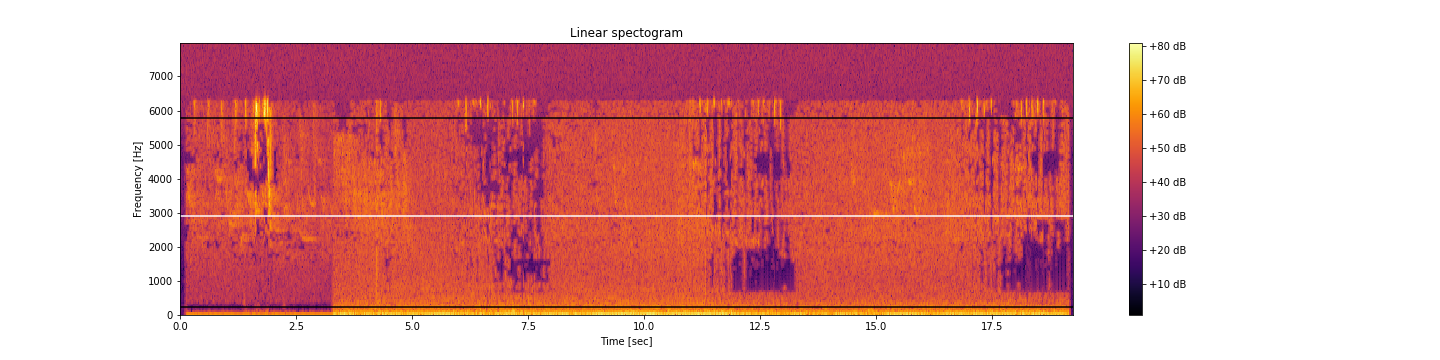 Linear spectogram
Frequency [Hz]
7000
6000
5000
4000
3000
2000
1000
0
0.0 2.5 5.0 7.5 10.0 12.5 15.0 17.5
Time [sec]
+80 dB
+70 dB
+60 dB
+50 dB
+40 dB
+30 dB
+20 dB
+10 dB